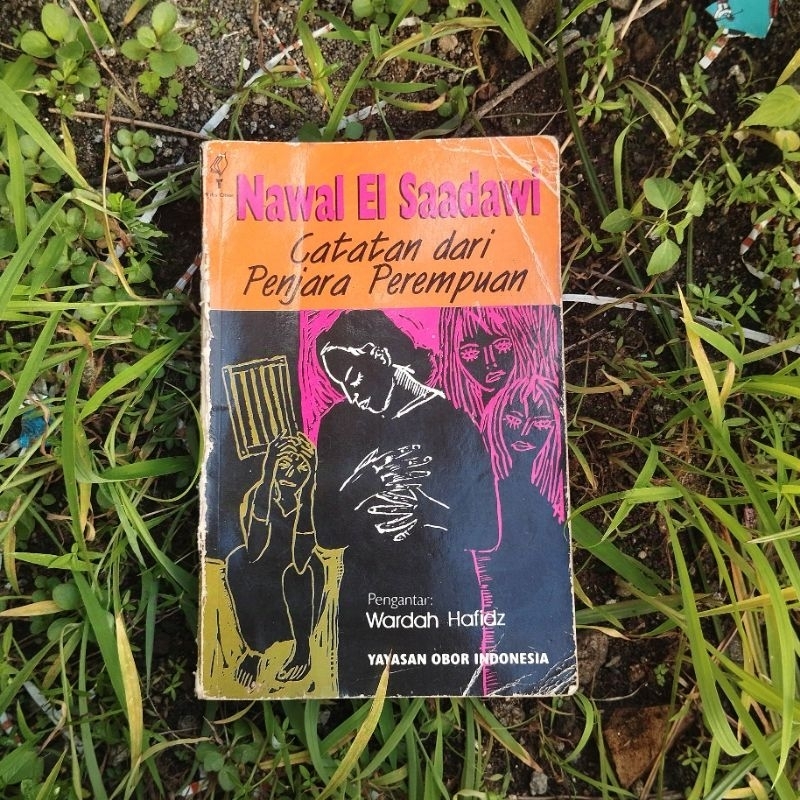 Nawal El Saadawi
Catatan dari
Penjara Perempuan
Pengantar:
Wardah Hafidz
YAYASAN OBOR INDONESIA